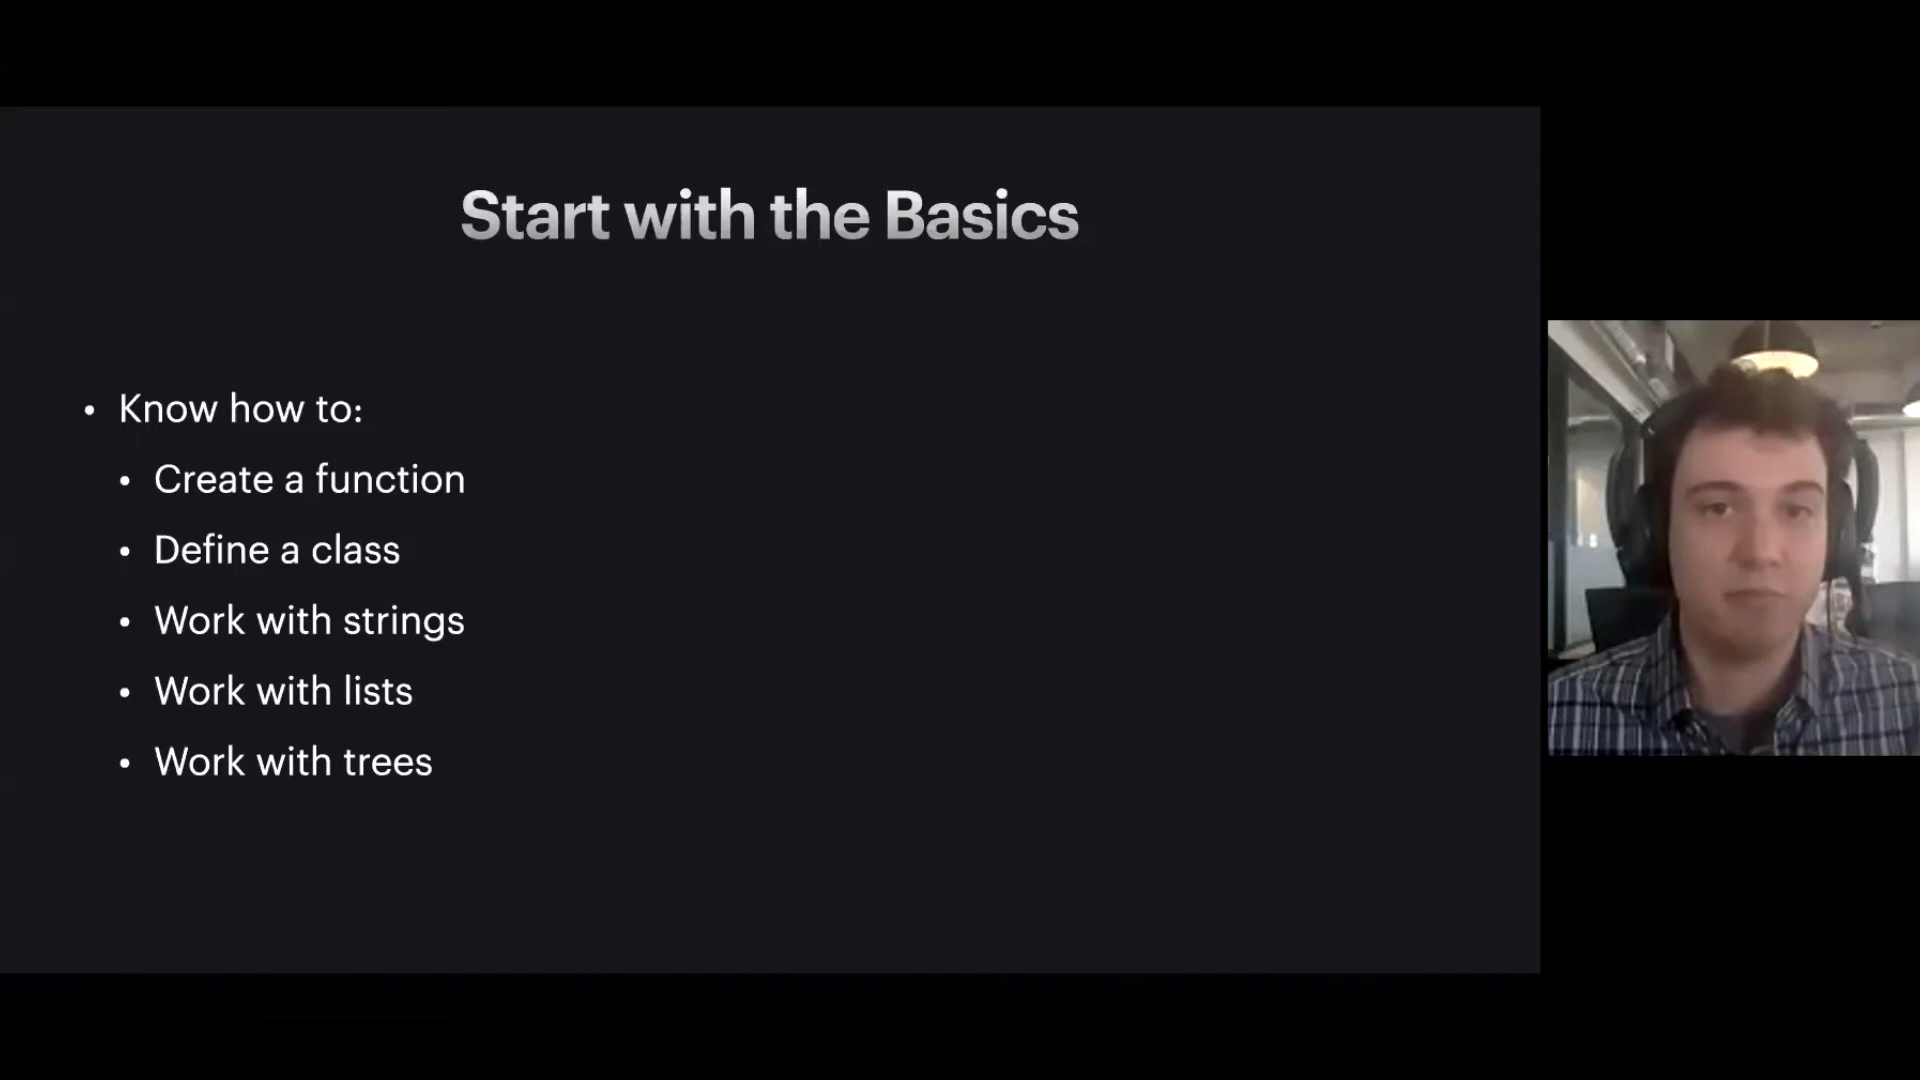 Start with the Basics
• Know how to:
• Create a function
• Define a class
• Work with strings
• Work with lists
• Work with trees